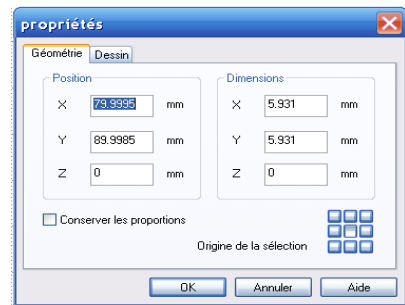 propriétés
Géométrie Dessin
Position Dimensions
X 79.9995 mm X 5.931 mm
Y 89.9985 mm Y 5.931 mm
Z 0 mm Z 0 mm
Conserver les proportions
Origine de la sélection
OK Annuler Aide